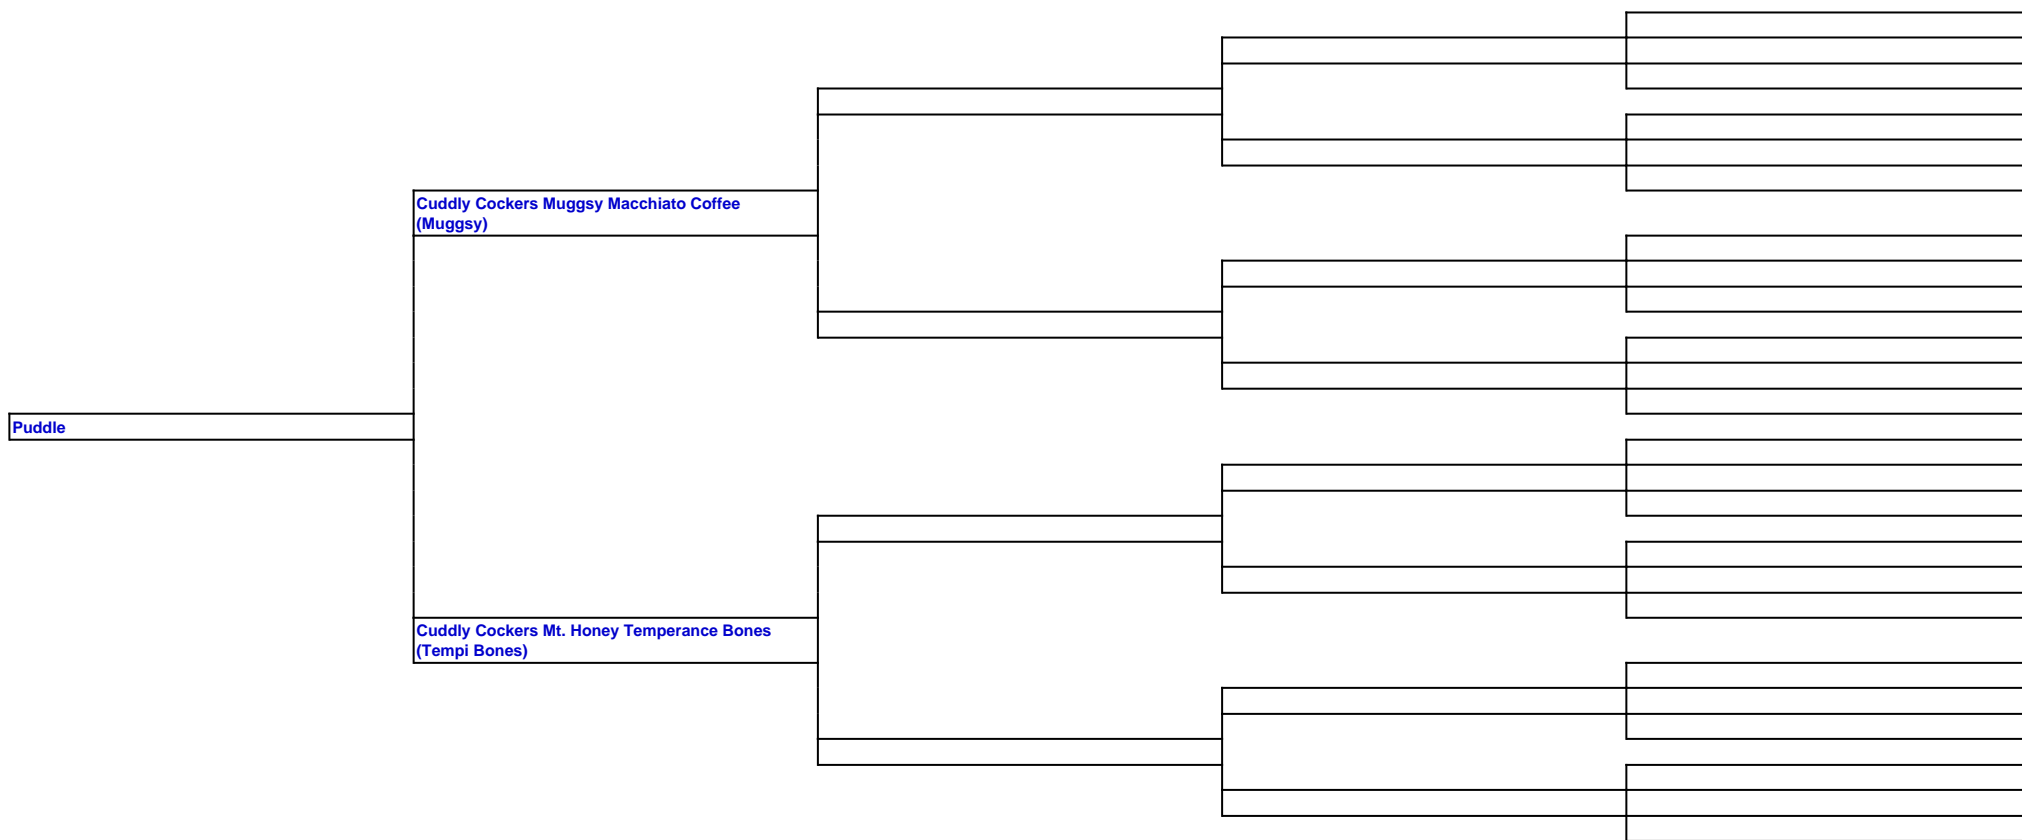 Cuddly Cockers Muggsy Macchiato Coffee
(Muggsy)
Puddle
Cuddly Cockers Mt. Honey Temperance Bones
(Tempi Bones)